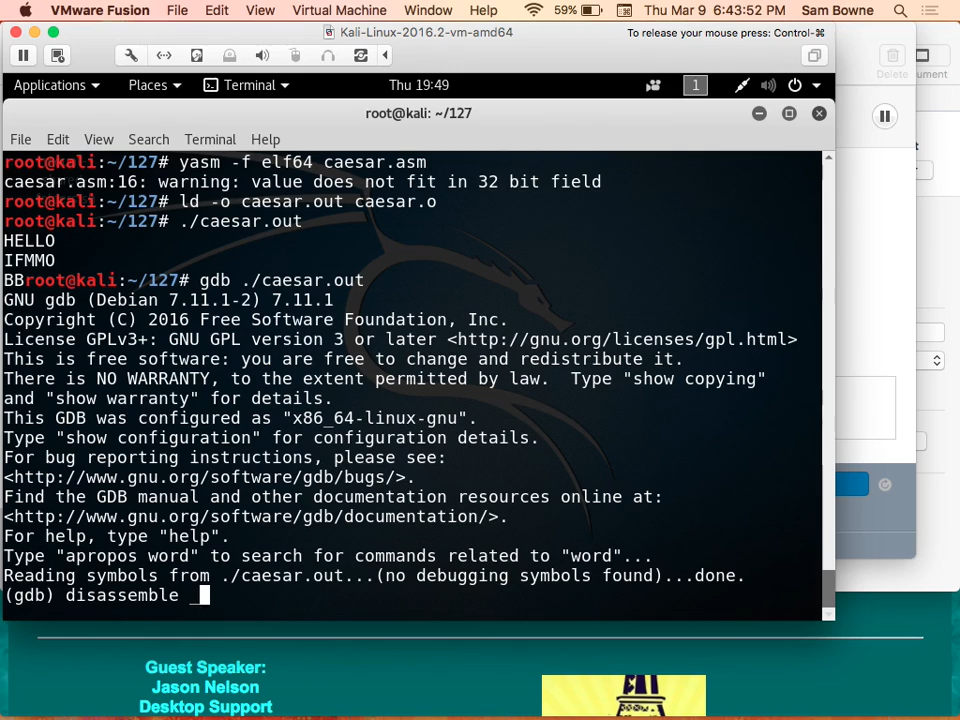 VMware Fusion File Edit View Virtual Machine Window Help 59% Thu Mar 9 6:43:52 PM Sam Bowne
Kali-Linux-2016.2-vm-amd64
To release your mouse press: Control-⌘
Delete
Applications Places Terminal Thu 19:49 1
root@kali: ~/127
File Edit View Search Terminal Help
root@kali:~/127# yasm -f elf64 caesar.asm
caesar.asm:16: warning: value does not fit in 32 bit field
root@kali:~/127# ld -o caesar.out caesar.o
root@kali:~/127# ./caesar.out
HELLO
IFMMO
BBroot@kali:~/127# gdb ./caesar.out
GNU gdb (Debian 7.11.1-2) 7.11.1
Copyright (C) 2016 Free Software Foundation, Inc.
License GPLv3+: GNU GPL version 3 or later <http://gnu.org/licenses/gpl.html>
This is free software: you are free to change and redistribute it.
There is NO WARRANTY, to the extent permitted by law.  Type "show copying"
and "show warranty" for details.
This GDB was configured as "x86_64-linux-gnu".
Type "show configuration" for configuration details.
For bug reporting instructions, please see:
<http://www.gnu.org/software/gdb/bugs/>.
Find the GDB manual and other documentation resources online at:
<http://www.gnu.org/software/gdb/documentation/>.
For help, type "help".
Type "apropos word" to search for commands related to "word"...
Reading symbols from ./caesar.out...(no debugging symbols found)...done.
(gdb) disassemble _
Guest Speaker:
Jason Nelson
Desktop Support